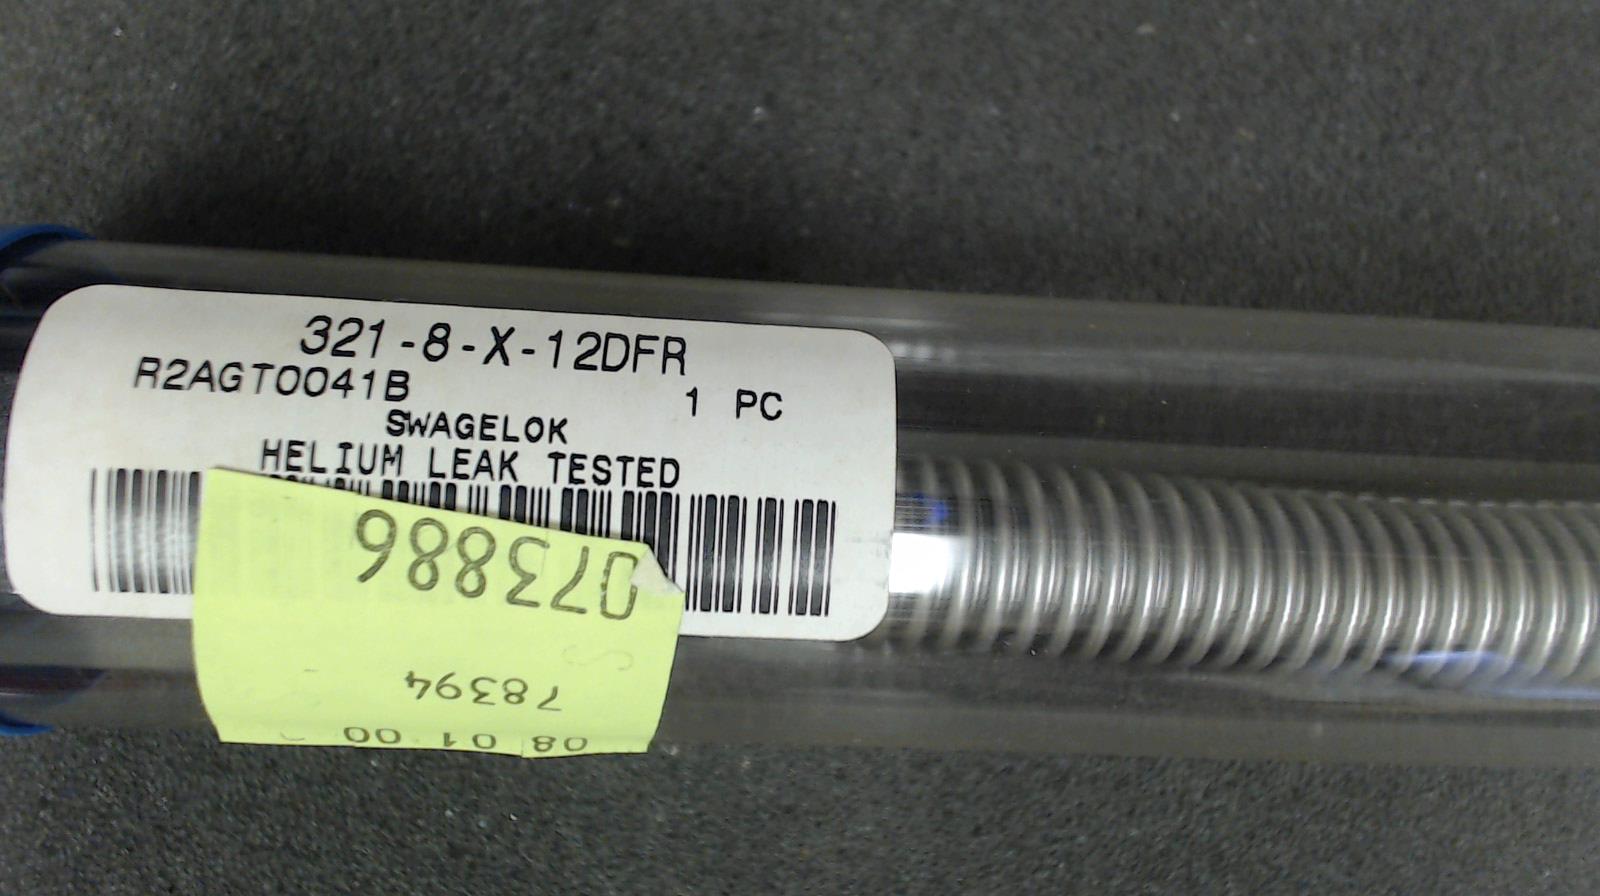 321-8-X-12DFR
R2AGT0041B 1 PC
SWAGELOK
HELIUM LEAK TESTED
073886
78394
08 01 00